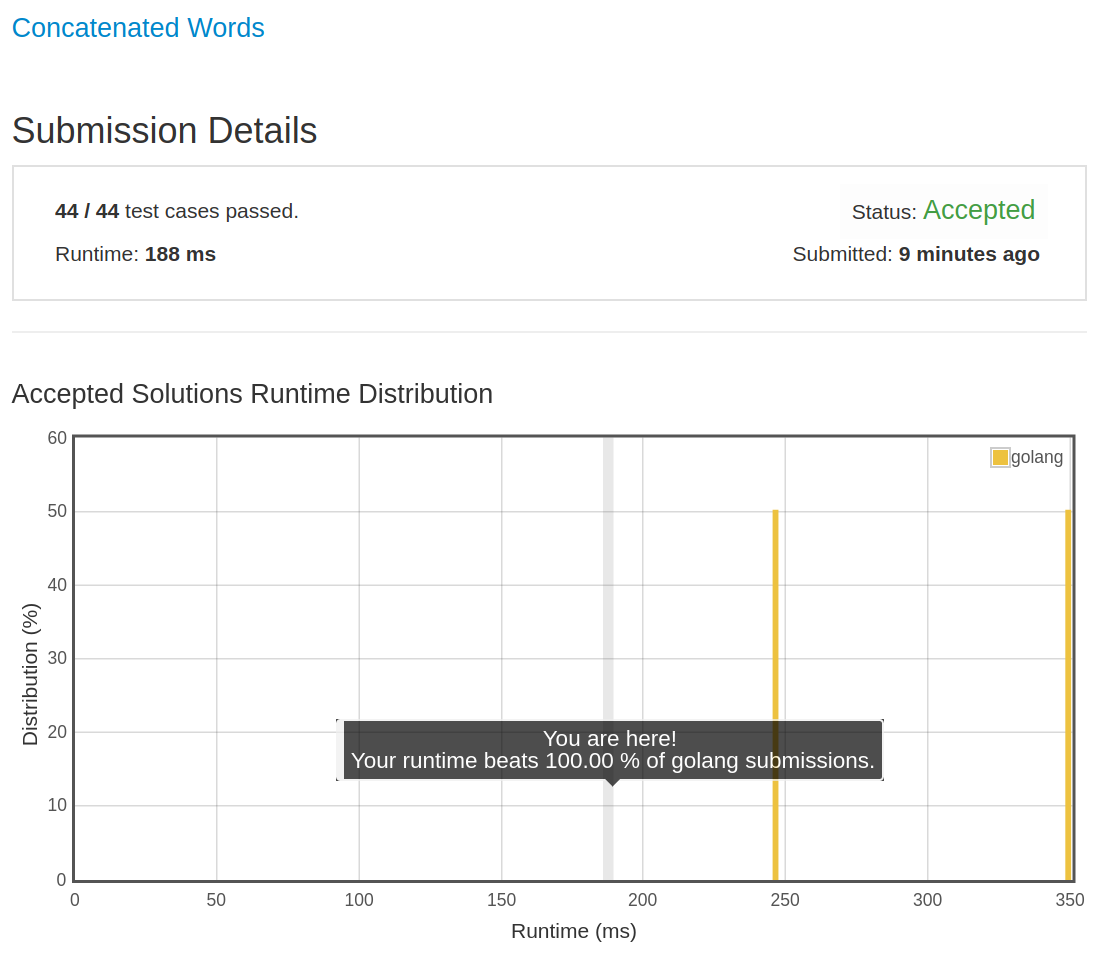 Concatenated Words
Submission Details
44 / 44 test cases passed.
Status: Accepted
Runtime: 188 ms
Submitted: 9 minutes ago
Accepted Solutions Runtime Distribution
60
50
40
30
20
10
0
Distribution (%)
golang
You are here!
Your runtime beats 100.00 % of golang submissions.
0 50 100 150 200 250 300 350
Runtime (ms)